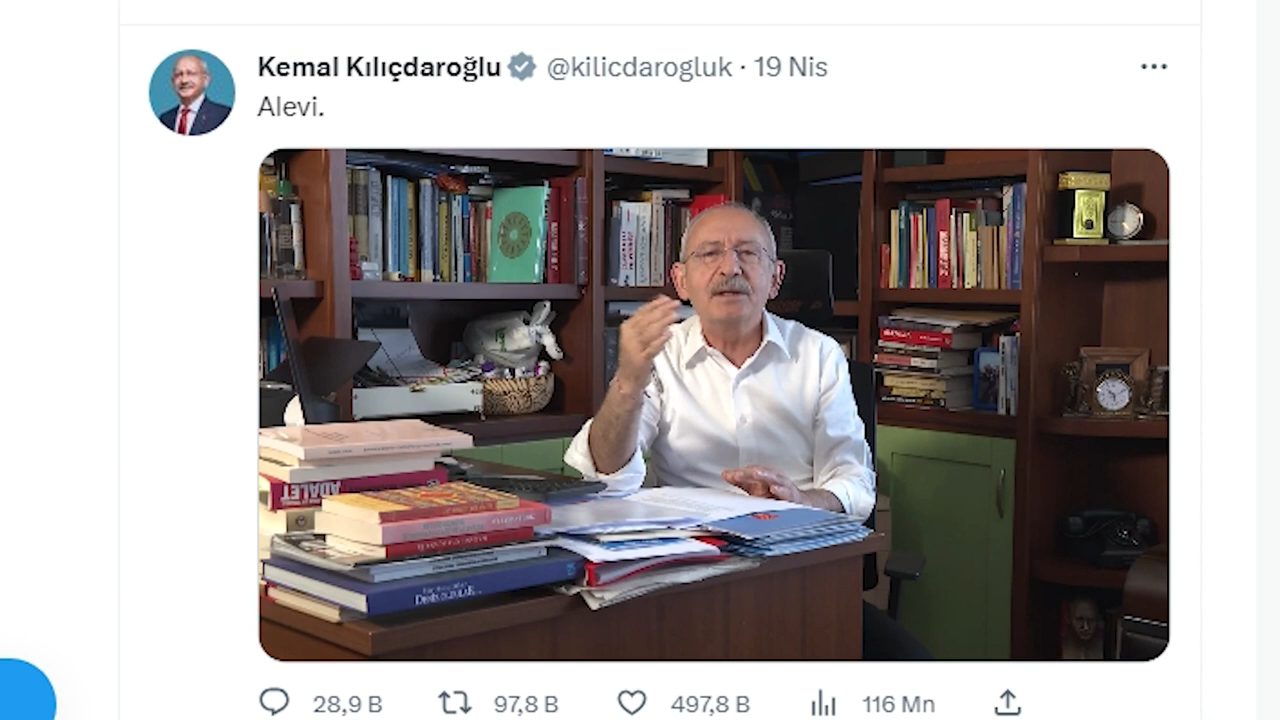 Kemal Kılıçdaroğlu @kilicdarogluk · 19 Nis
Alevi.
ADALET
28,9 B 97,8 B 497,8 B 116 Mn